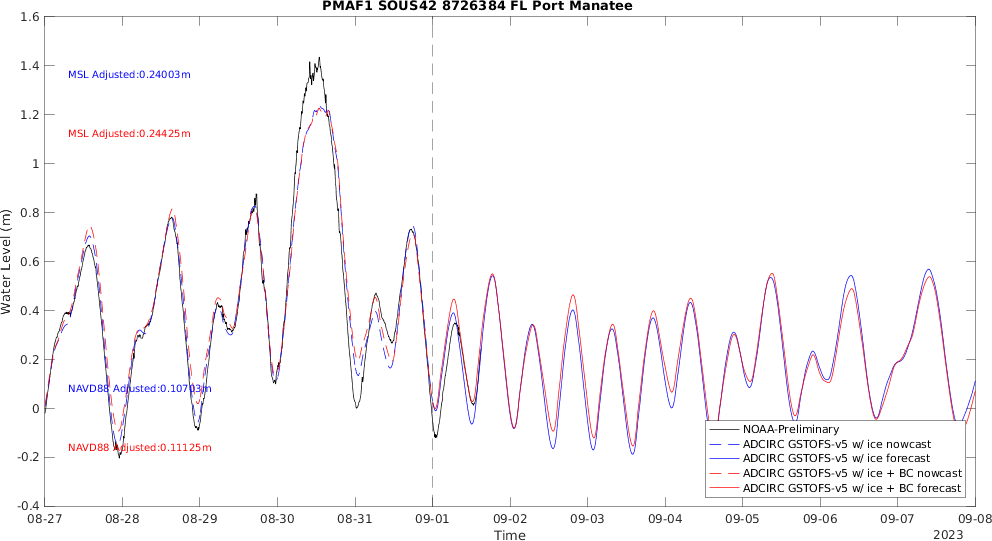 PMAF1 SOUS42 8726384 FL Port Manatee
Water Level (m)
1.6
1.4
1.2
1
0.8
0.6
0.4
0.2
0
-0.2
-0.4
MSL Adjusted:0.24003m
MSL Adjusted:0.24425m
NAVD88 Adjusted:0.10703m
NAVD88 Adjusted:0.11125m
NOAA-Preliminary
ADCIRC GSTOFS-v5 w/ ice nowcast
ADCIRC GSTOFS-v5 w/ ice forecast
ADCIRC GSTOFS-v5 w/ ice + BC nowcast
ADCIRC GSTOFS-v5 w/ ice + BC forecast
08-27 08-28 08-29 08-30 08-31 09-01 09-02 09-03 09-04 09-05 09-06 09-07 09-08
Time
2023